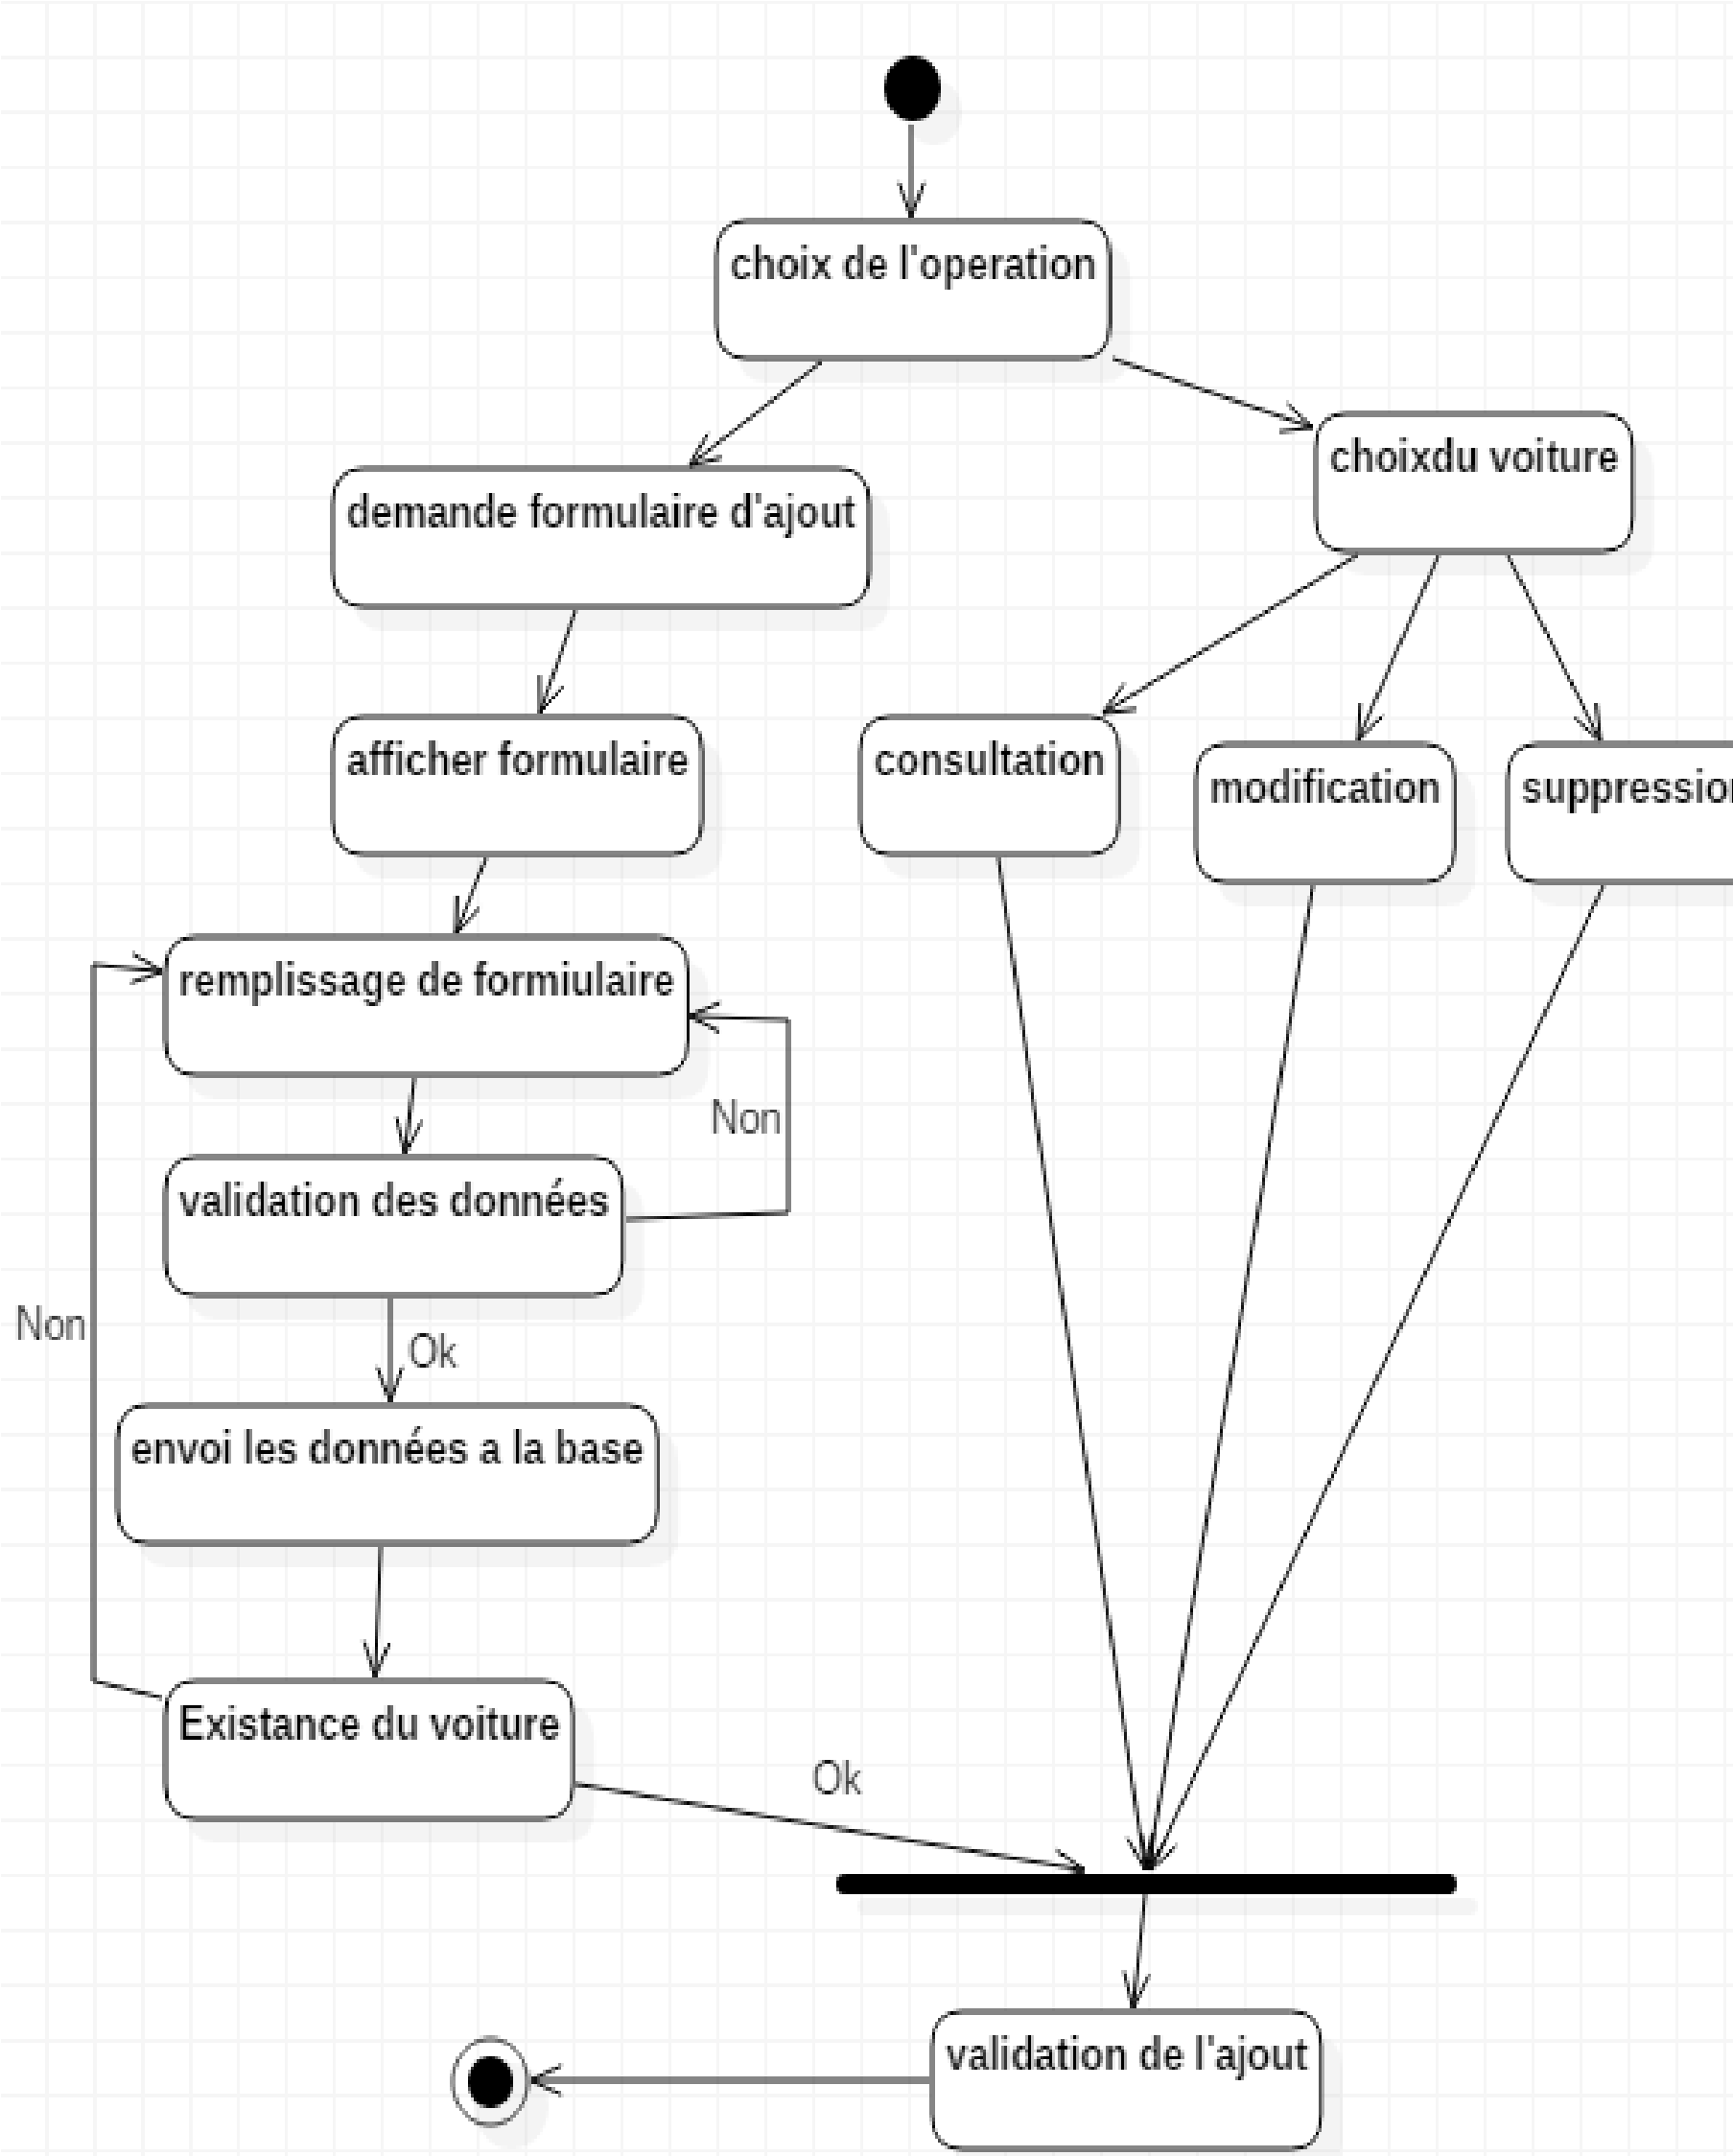 choix de l'operation
choixdu voiture
demande formulaire d'ajout
afficher formulaire
consultation
modification
suppression
remplissage de formiulaire
Non
validation des données
Non
Ok
envoi les données a la base
Existance du voiture
Ok
validation de l'ajout